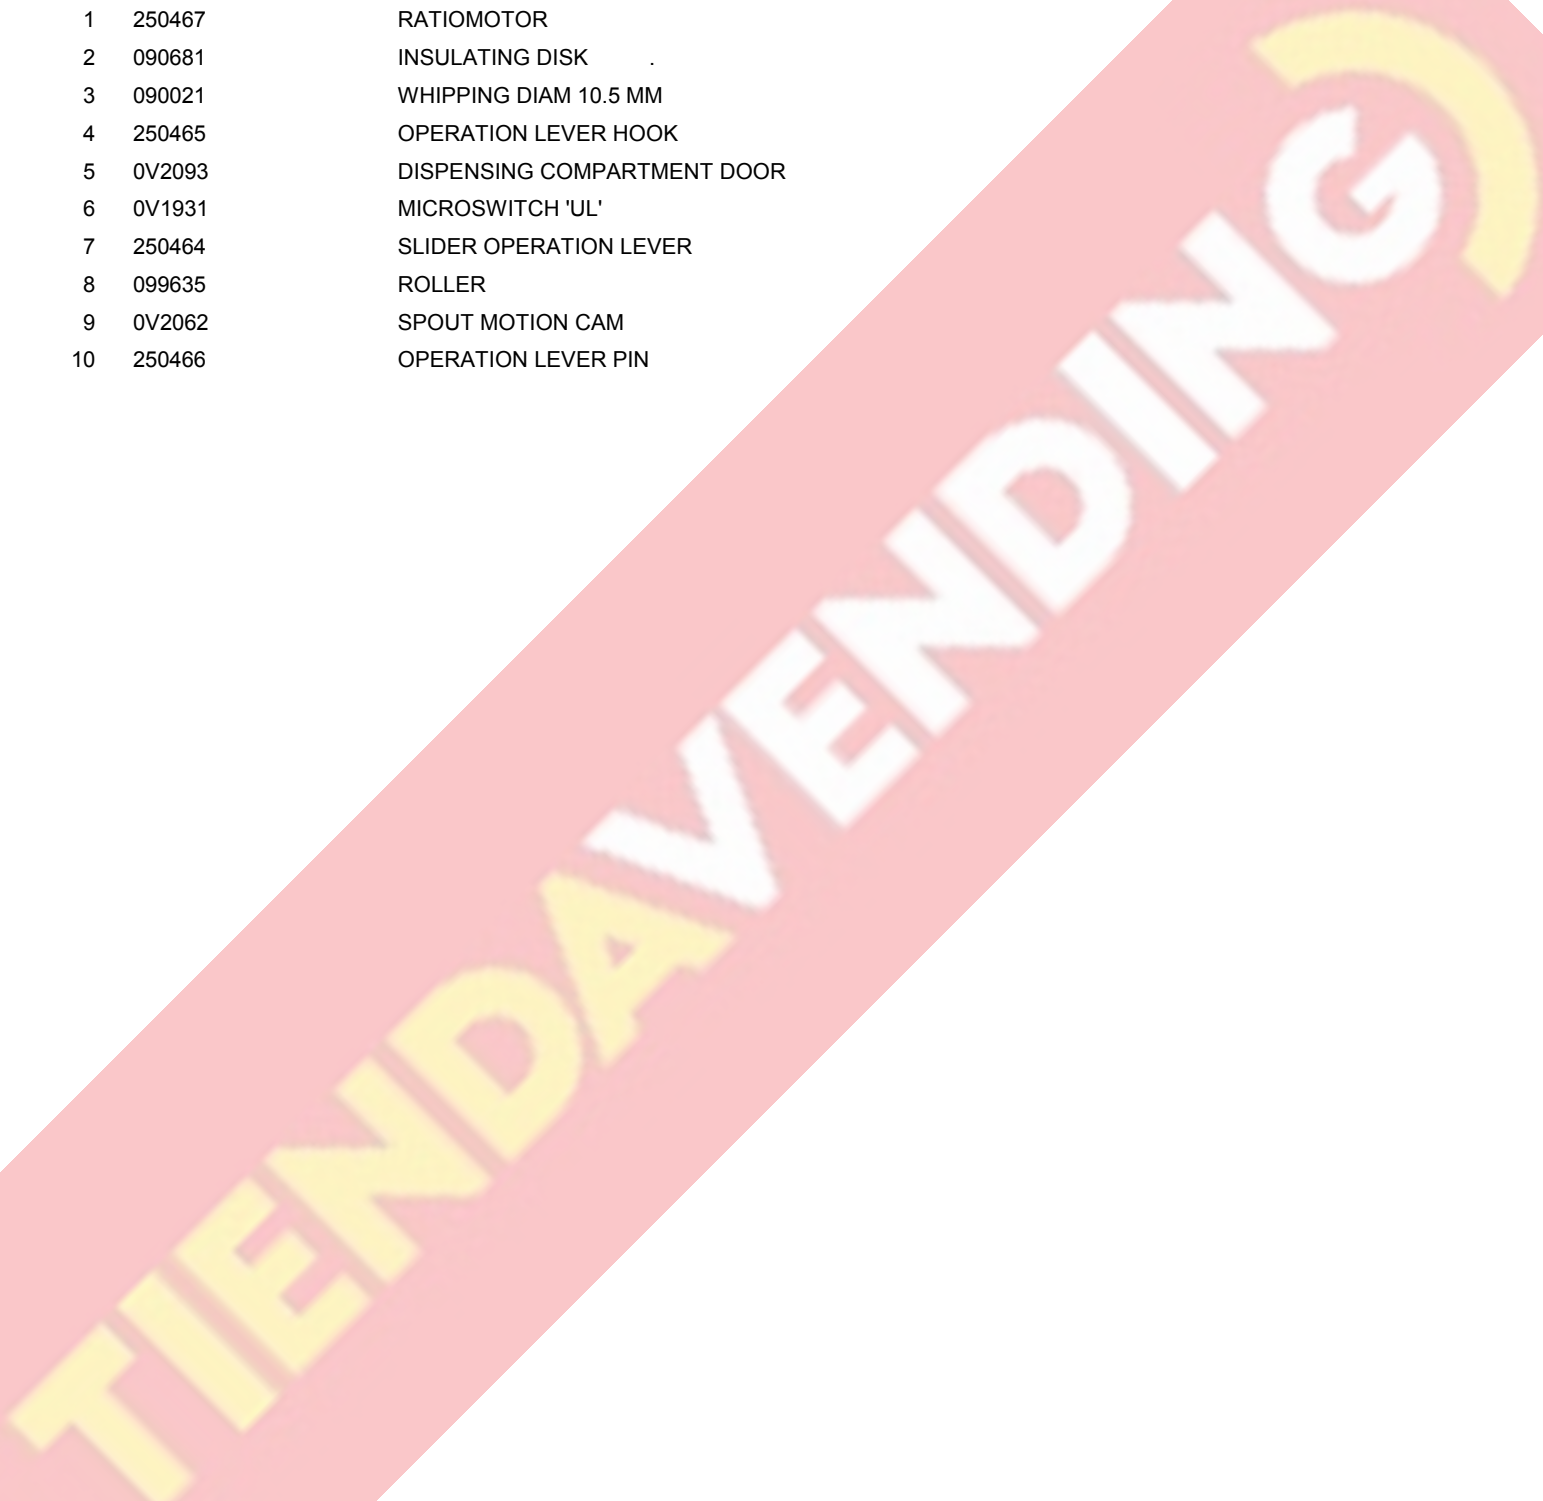 1 250467 RATIOMOTOR
2 090681 INSULATING DISK .
3 090021 WHIPPING DIAM 10.5 MM
4 250465 OPERATION LEVER HOOK
5 0V2093 DISPENSING COMPARTMENT DOOR
6 0V1931 MICROSWITCH 'UL'
7 250464 SLIDER OPERATION LEVER
8 099635 ROLLER
9 0V2062 SPOUT MOTION CAM
10 250466 OPERATION LEVER PIN
TIENDAVENDING